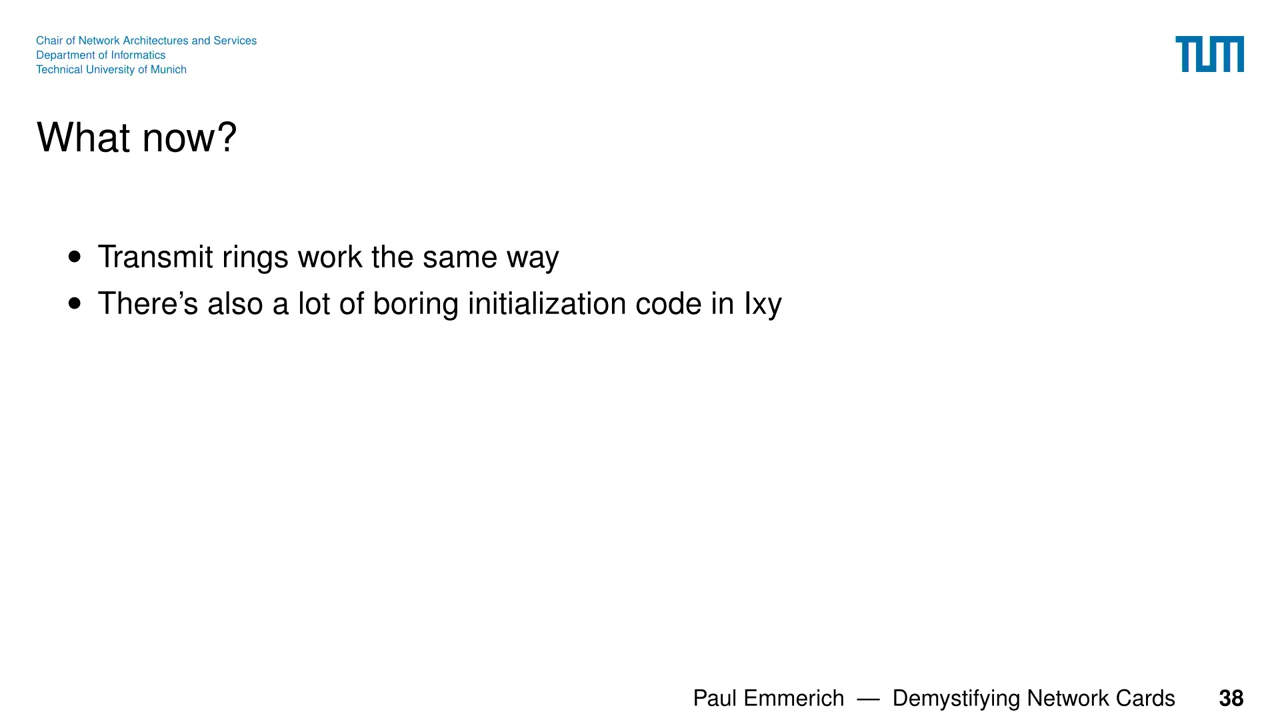 Chair of Network Architectures and Services
Department of Informatics
Technical University of Munich
TUM
What now?
• Transmit rings work the same way
• There’s also a lot of boring initialization code in Ixy
Paul Emmerich — Demystifying Network Cards 38